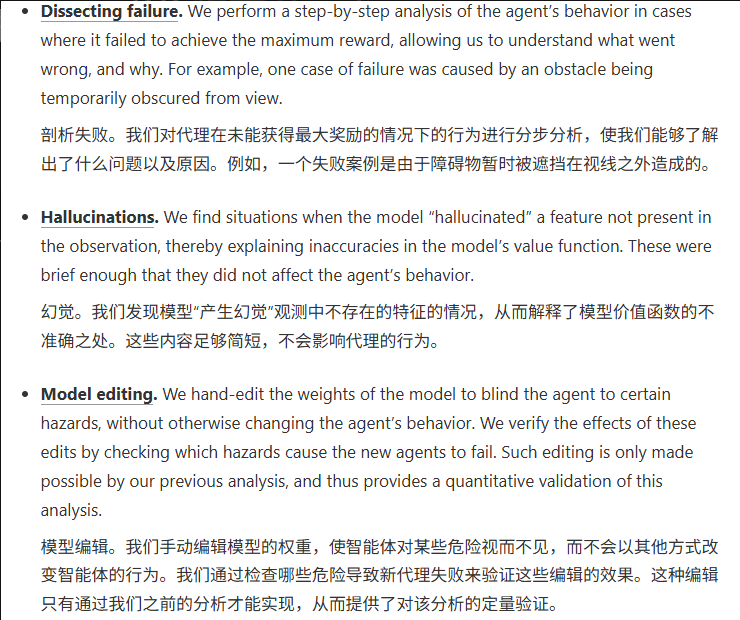 Dissecting failure. We perform a step-by-step analysis of the agent’s behavior in cases
where it failed to achieve the maximum reward, allowing us to understand what went
wrong, and why. For example, one case of failure was caused by an obstacle being
temporarily obscured from view.
剖析失败。我们对代理在未能获得最大奖励的情况下的行为进行分步分析，使我们能够了解
出了什么问题以及原因。例如，一个失败案例是由于障碍物暂时被遮挡在视线之外造成的。
Hallucinations. We find situations when the model “hallucinated” a feature not present in
the observation, thereby explaining inaccuracies in the model’s value function. These were
brief enough that they did not affect the agent’s behavior.
幻觉。我们发现模型“产生幻觉”观测中不存在的特征的情况，从而解释了模型价值函数的不
准确之处。这些内容足够简短，不会影响代理的行为。
Model editing. We hand-edit the weights of the model to blind the agent to certain
hazards, without otherwise changing the agent’s behavior. We verify the effects of these
edits by checking which hazards cause the new agents to fail. Such editing is only made
possible by our previous analysis, and thus provides a quantitative validation of this
analysis.
模型编辑。我们手动编辑模型的权重，使智能体对某些危险视而不见，而不会以其他方式改
变智能体的行为。我们通过检查哪些危险导致新代理失败来验证这些编辑的效果。这种编辑
只有通过我们之前的分析才能实现，从而提供了对该分析的定量验证。